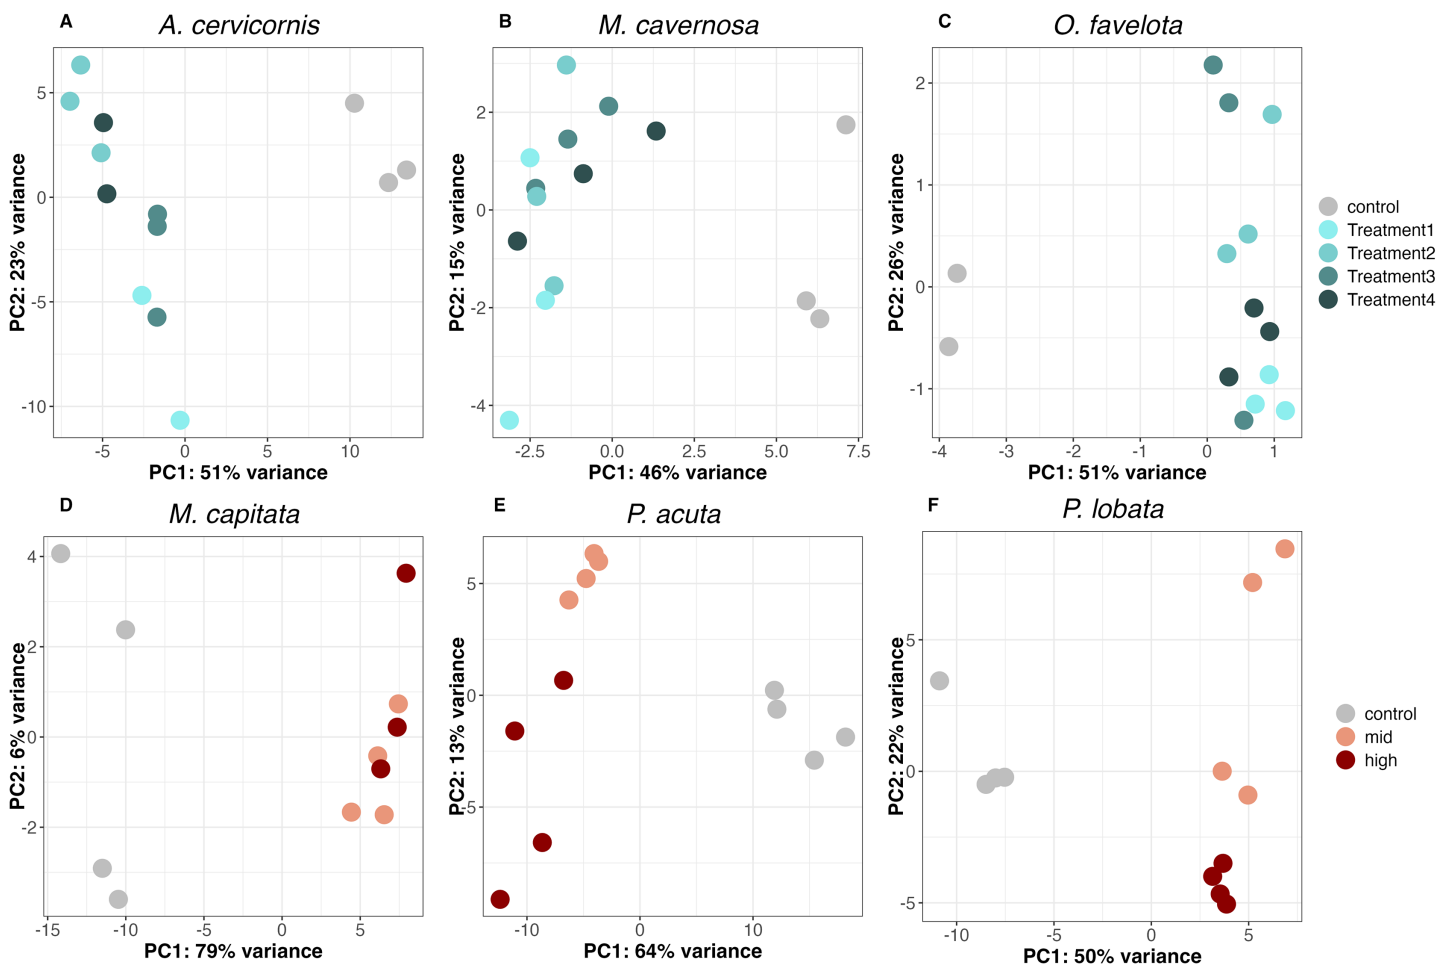 A A. cervicornis
5
0
-5
-10
PC2: 23% variance
-5 0 5 10
PC1: 51% variance
B M. cavernosa
2
0
-2
-4
PC2: 15% variance
-2.5 0.0 2.5 5.0 7.5
PC1: 46% variance
C O. favelota
2
1
0
-1
PC2: 26% variance
-4 -3 -2 -1 0 1
PC1: 51% variance
control
Treatment1
Treatment2
Treatment3
Treatment4
D M. capitata
4
2
0
-2
PC2: 6% variance
-15 -10 -5 0 5
PC1: 79% variance
E P. acuta
5
0
-5
PC2: 13% variance
-10 0 10
PC1: 64% variance
F P. lobata
5
0
-5
PC2: 22% variance
-10 -5 0 5
PC1: 50% variance
control
mid
high